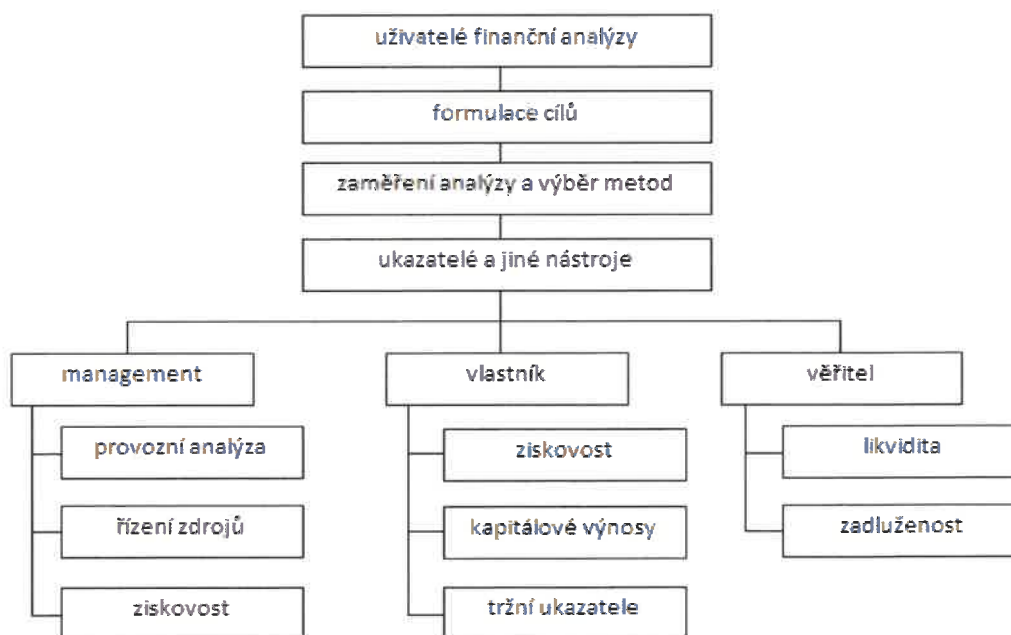 uživatelé finanční analýzy
formulace cílů
zaměření analýzy a výběr metod
ukazatelé a jiné nástroje
management
provozní analýza
řízení zdrojů
ziskovost
vlastník
ziskovost
kapitálové výnosy
tržní ukazatele
věřitel
likvidita
zadluženost